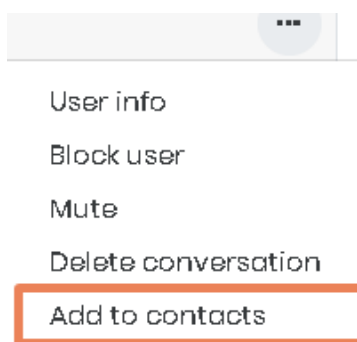 User info
Block user
Mute
Delete conversation
Add to contacts